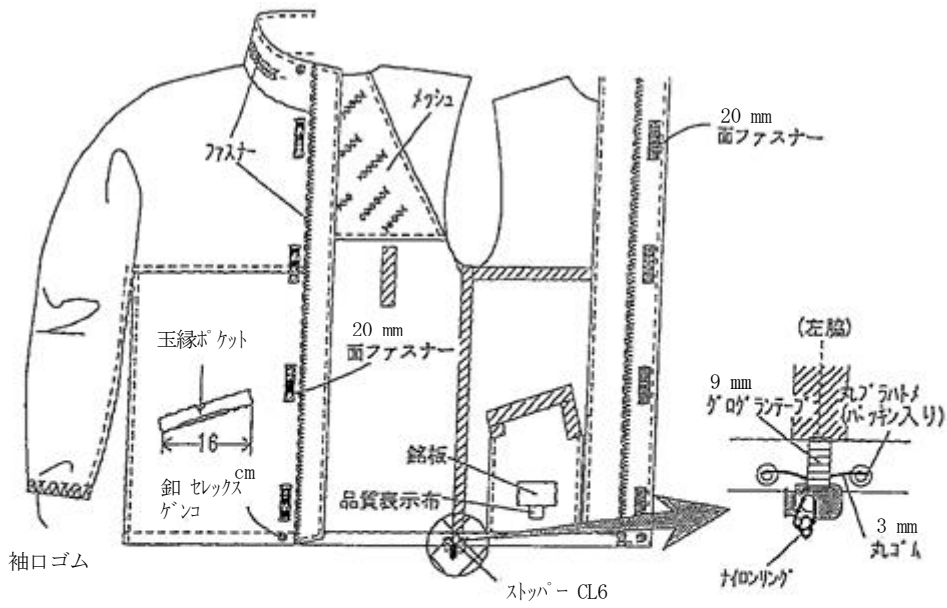 メッシュ
20 mm
面ファスナー
ファスナー
玉縁ポケット
16
cm
20 mm
面ファスナー
釦 セレックス
ゲンコ
銘板
品質表示布
袖口ゴム
ストッパー CL6
(左脇)
9 mm
グログランテープ
丸プラハトメ
(パッキン入り)
3 mm
丸ゴム
ナイロンリング